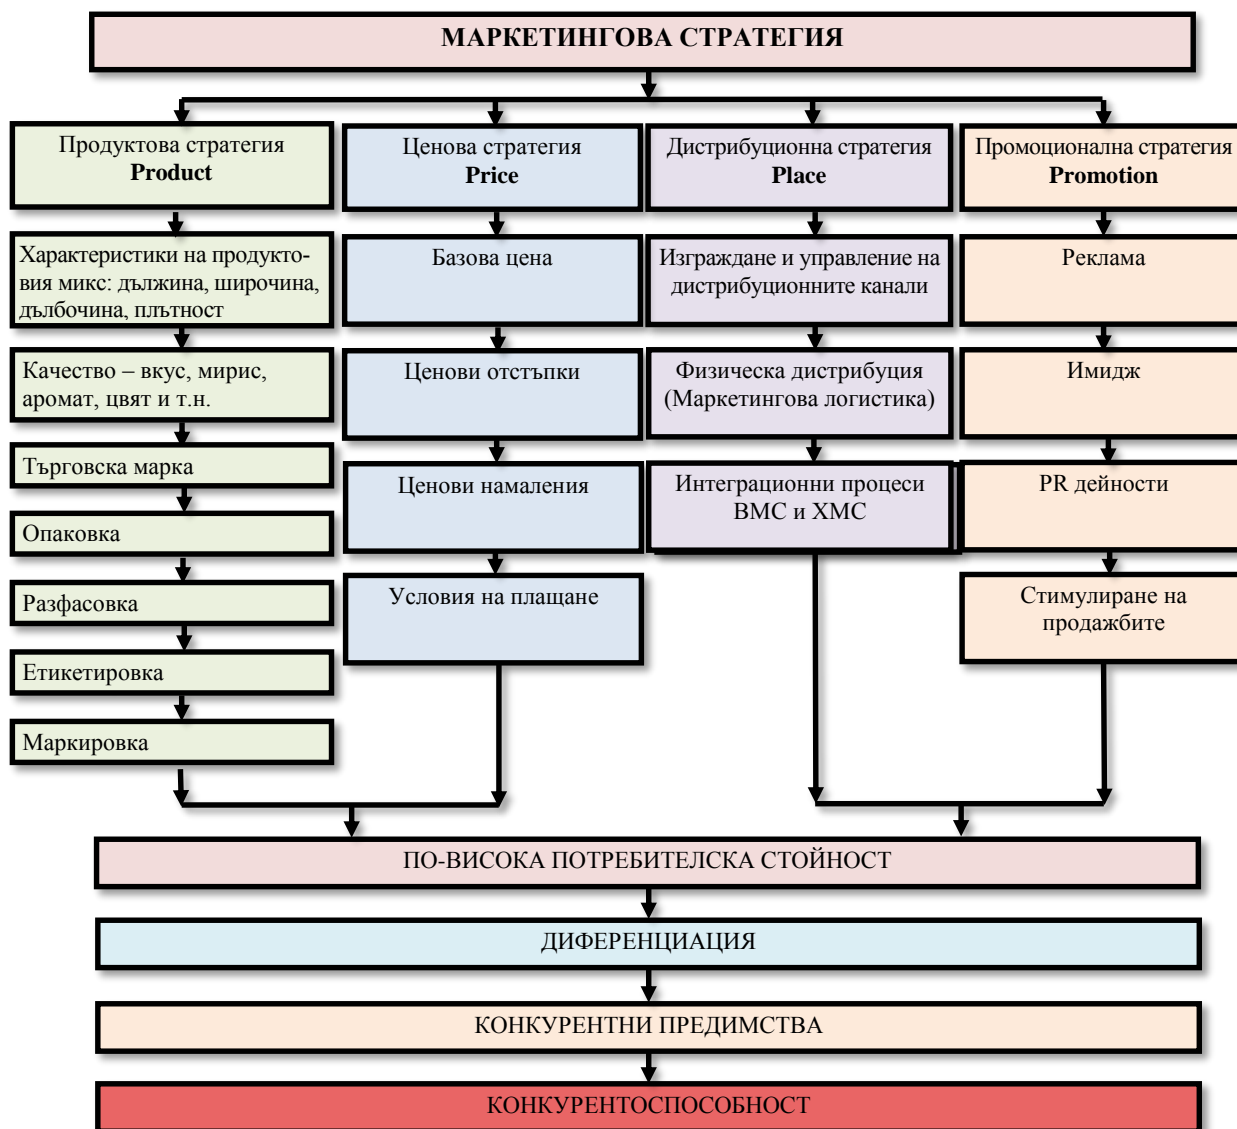 МАРКЕТИНГОВА СТРАТЕГИЯ
Продуктова стратегия
Product
Характеристики на продукто-
вия микс: дължина, широчина,
дълбочина, плътност
Качество – вкус, мирис,
аромат, цвят и т.н.
Търговска марка
Опаковка
Разфасовка
Етикетировка
Маркировка
Ценова стратегия
Price
Базова цена
Ценови отстъпки
Ценови намаления
Условия на плащане
Дистрибуционна стратегия
Place
Изграждане и управление на
дистрибуционните канали
Физическа дистрибуция
(Маркетингова логистика)
Интеграционни процеси
ВМС и ХМС
Промоционална стратегия
Promotion
Реклама
Имидж
PR дейности
Стимулиране на
продажбите
ПО-ВИСОКА ПОТРЕБИТЕЛСКА СТОЙНОСТ
ДИФЕРЕНЦИАЦИЯ
КОНКУРЕНТНИ ПРЕДИМСТВА
КОНКУРЕНТОСПОСОБНОСТ